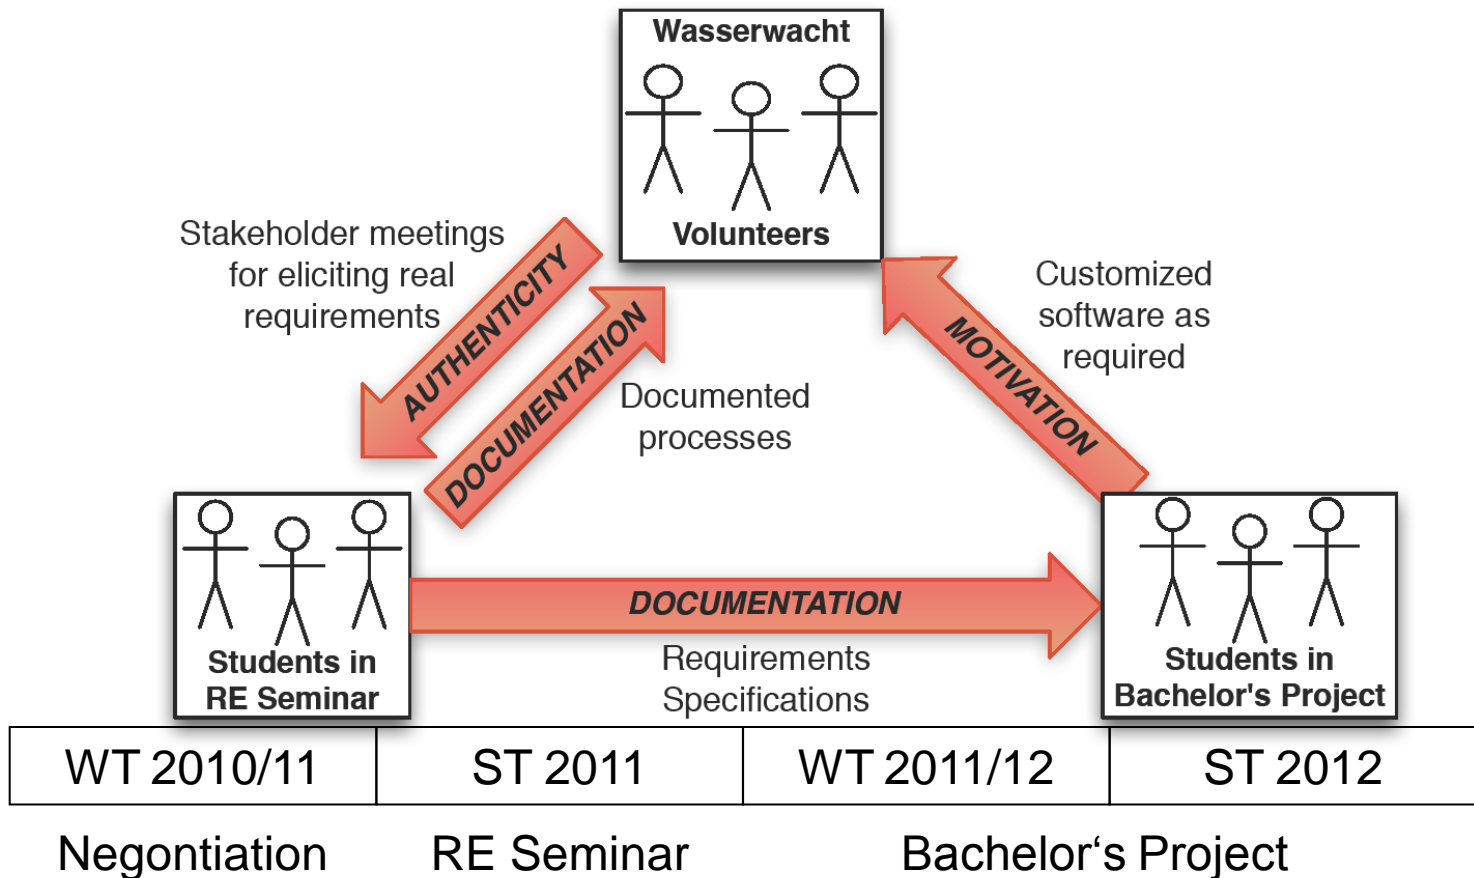 Wasserwacht
Volunteers
Stakeholder meetings
for eliciting real
requirements
AUTHENTICITY
DOCUMENTATION
Documented
processes
Customized
software as
required
MOTIVATION
DOCUMENTATION
Requirements
Specifications
Students in
RE Seminar
Students in
Bachelor's Project
WT 2010/11 ST 2011 WT 2011/12 ST 2012
Negontiation RE Seminar Bachelor‘s Project